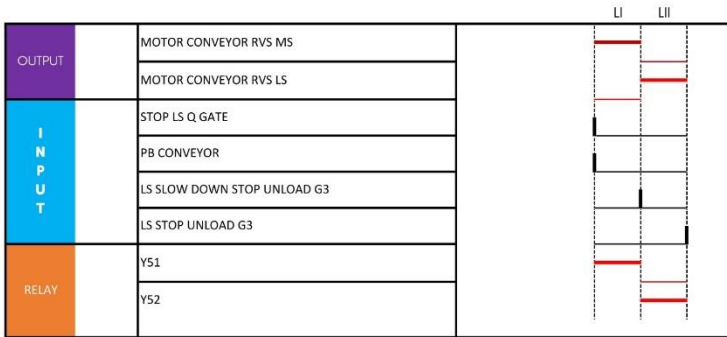 LI LII
MOTOR CONVEYOR RVS MS
OUTPUT
MOTOR CONVEYOR RVS LS
STOP LS Q GATE
INPUT
PB CONVEYOR
LS SLOW DOWN STOP UNLOAD G3
LS STOP UNLOAD G3
Y51
RELAY
Y52